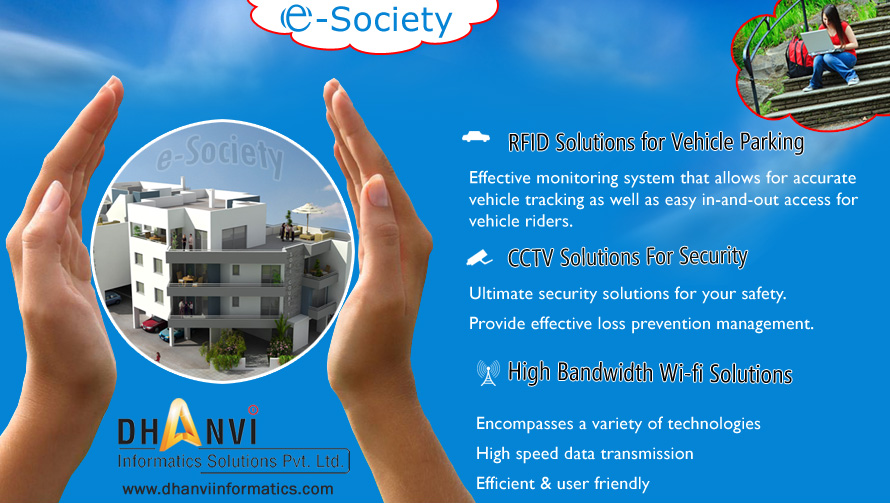 e-Society
e-Society
RFID Solutions for Vehicle Parking
Effective monitoring system that allows for accurate
vehicle tracking as well as easy in-and-out access for
vehicle riders.
CCTV Solutions For Security
Ultimate security solutions for your safety.
Provide effective loss prevention management.
High Bandwidth Wi-fi Solutions
Encompasses a variety of technologies
High speed data transmission
Efficient & user friendly
DHANVi
Informatics Solutions Pvt. Ltd.
www.dhanviinformatics.com